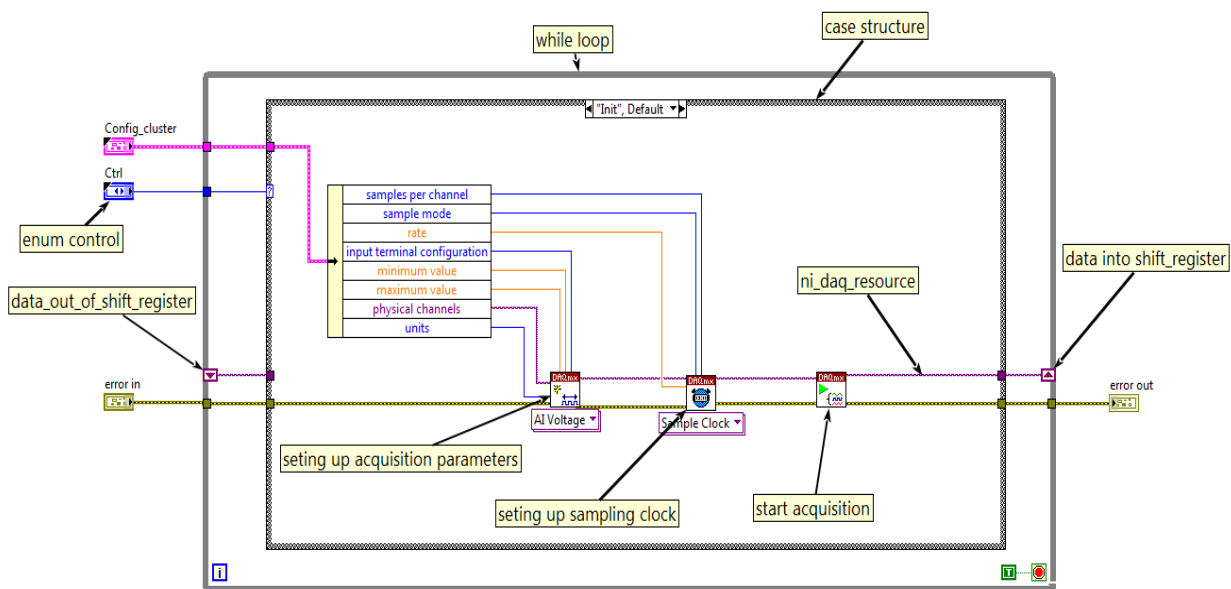 case structure
while loop
"Init", Default
Config_cluster
Ctrl
enum control
samples per channel
sample mode
rate
input terminal configuration
minimum value
maximum value
physical channels
units
data_out_of_shift_register
ni_daq_resource
data into shift_register
error in
error out
DAQmx
DAQmx
DAQmx
AI Voltage
Sample Clock
seting up acquisition parameters
seting up sampling clock
start acquisition
i
T
?